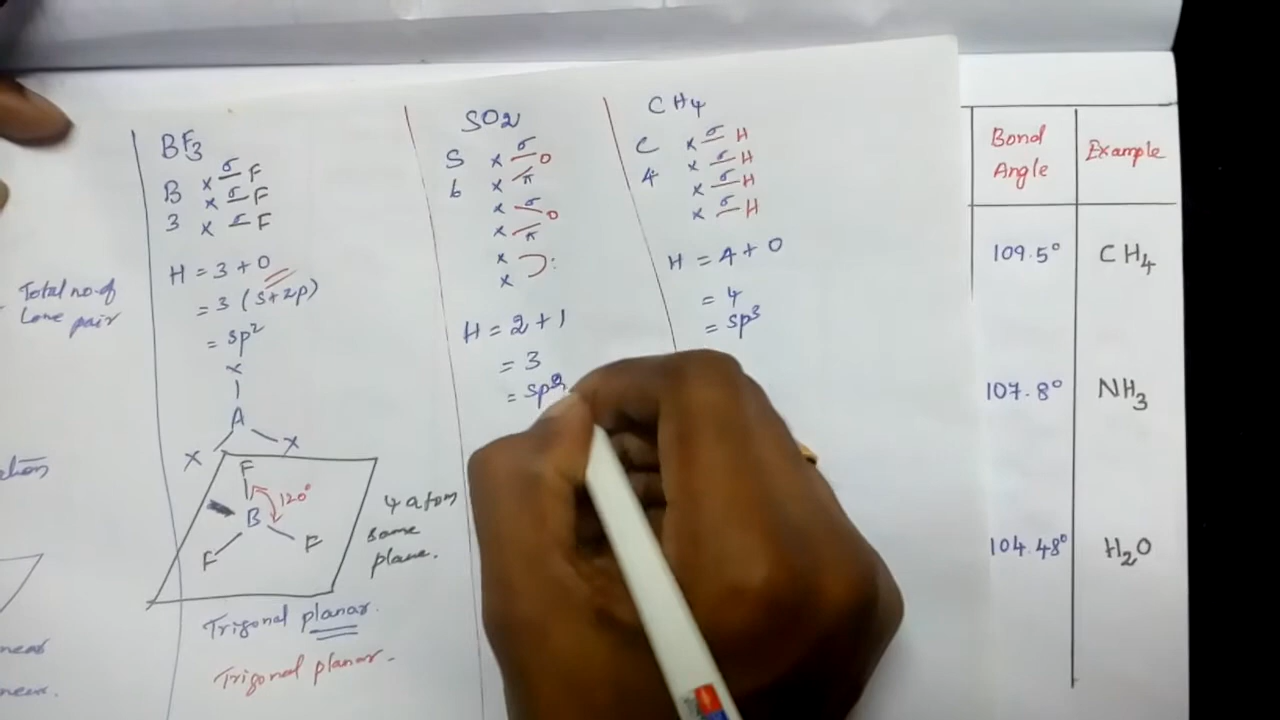 Total no. of
Lone pair
BF3
B × σ F
× σ F
3 × σ F
H = 3 + 0
= 3 (s+2p)
= sp2
x
A
x x
F
120°
B
F F
4 atom
same
plane.
Trigonal planar.
Trigonal planar.
SO2
S × σ O
6 × π
× σ O
× π
×
× :
H = 2 + 1
= 3
CH4
C × σ H
4 × σ H
× σ H
× σ H
H = 4 + 0
= 4
= sp3
Bond
Angle
Example
109.5° CH4
107.8° NH3
104.48° H2O